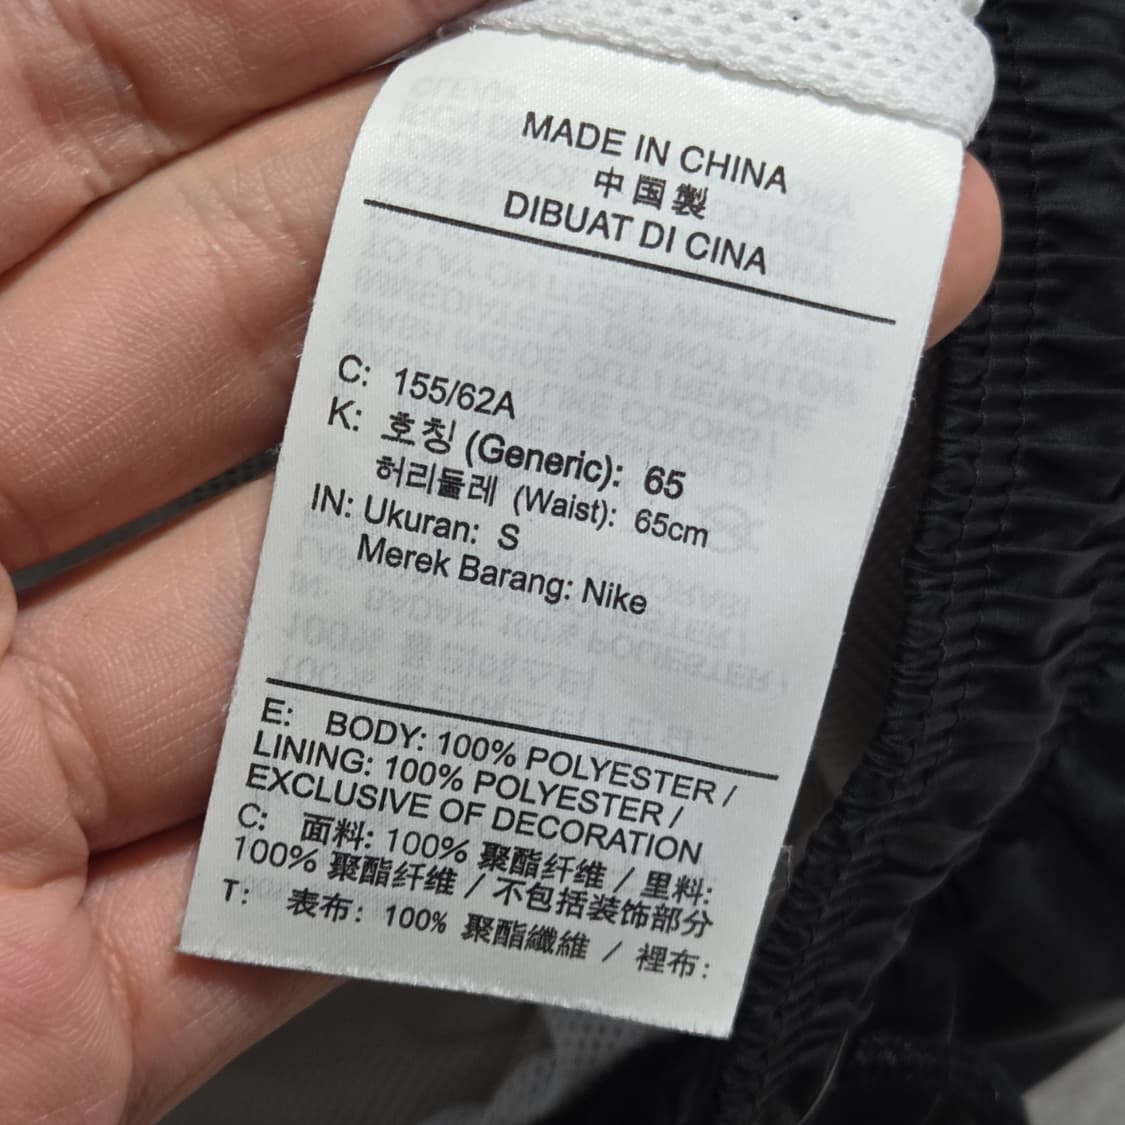 MADE IN CHINA
中国製
DIBUAT DI CINA
C: 155/62A
K: 호칭 (Generic): 65
허리둘레 (Waist): 65cm
IN: Ukuran: S
Merek Barang: Nike
E: BODY: 100% POLYESTER /
LINING: 100% POLYESTER /
EXCLUSIVE OF DECORATION
C: 面料: 100% 聚酯纤维 / 里料:
100% 聚酯纤维 / 不包括装饰部分
T: 表布: 100% 聚酯纖維 / 裡布: